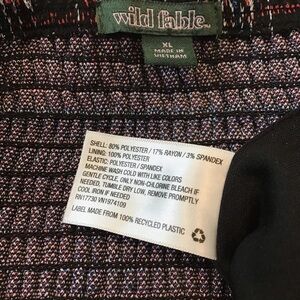 wild fable™
XL
MADE IN
VIETNAM
SHELL: 80% POLYESTER / 17% RAYON / 3% SPANDEX
LINING: 100% POLYESTER
ELASTIC: POLYESTER/SPANDEX
MACHINE WASH COLD WITH LIKE COLORS
GENTLE CYCLE, ONLY NON-CHLORINE BLEACH IF
NEEDED, TUMBLE DRY LOW, REMOVE PROMPTLY
COOL IRON IF NEEDED
RN17730 VN1974109
LABEL MADE FROM 100% RECYCLED PLASTIC